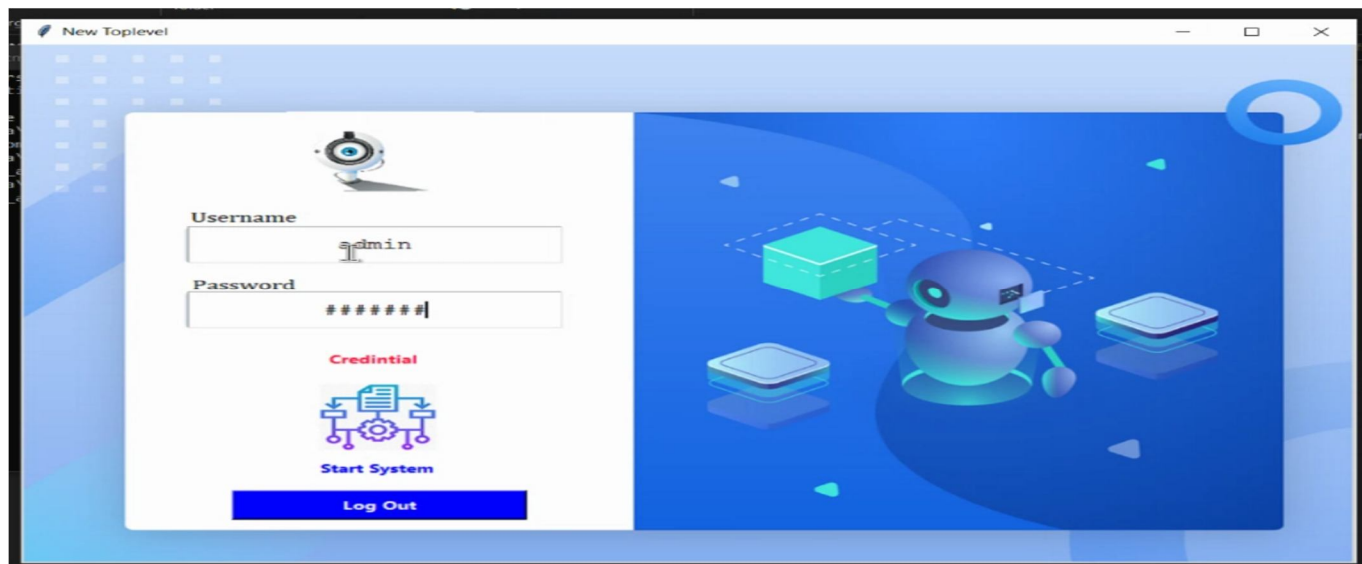 New Toplevel
Username
admin
Password
#######
Credintial
Start System
Log Out